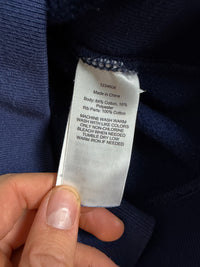 Made in China
Body: 84% Cotton, 16%
Polyester
Rib Parts: 100% Cotton
MACHINE WASH WARM
WASH WITH LIKE COLORS
ONLY NON-CHLORINE
BLEACH WHEN NEEDED
TUMBLE DRY LOW
WARM IRON IF NEEDED